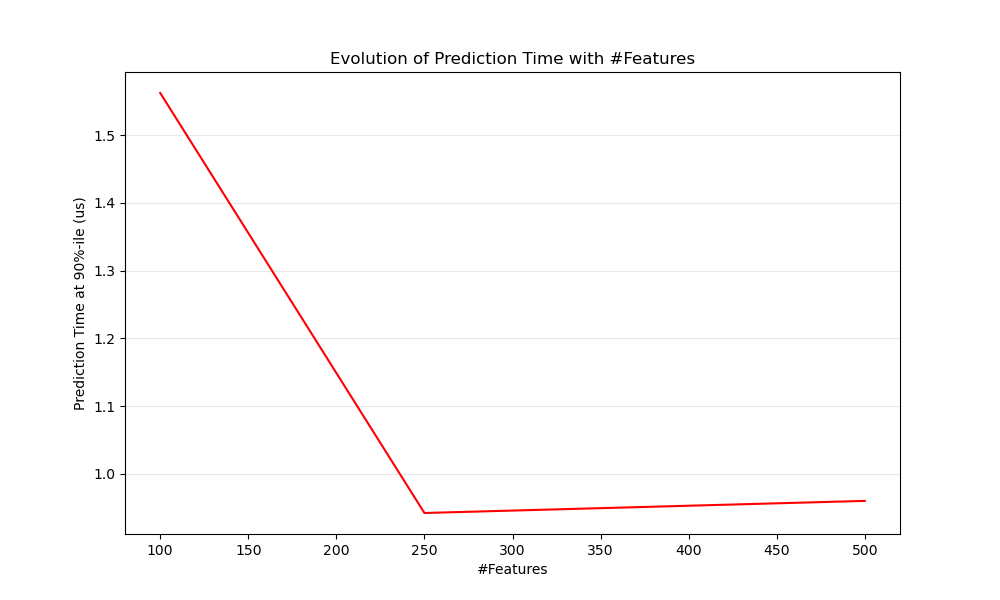 Evolution of Prediction Time with #Features
Prediction Time at 90%-ile (us)
1.5
1.4
1.3
1.2
1.1
1.0
100 150 200 250 300 350 400 450 500
#Features